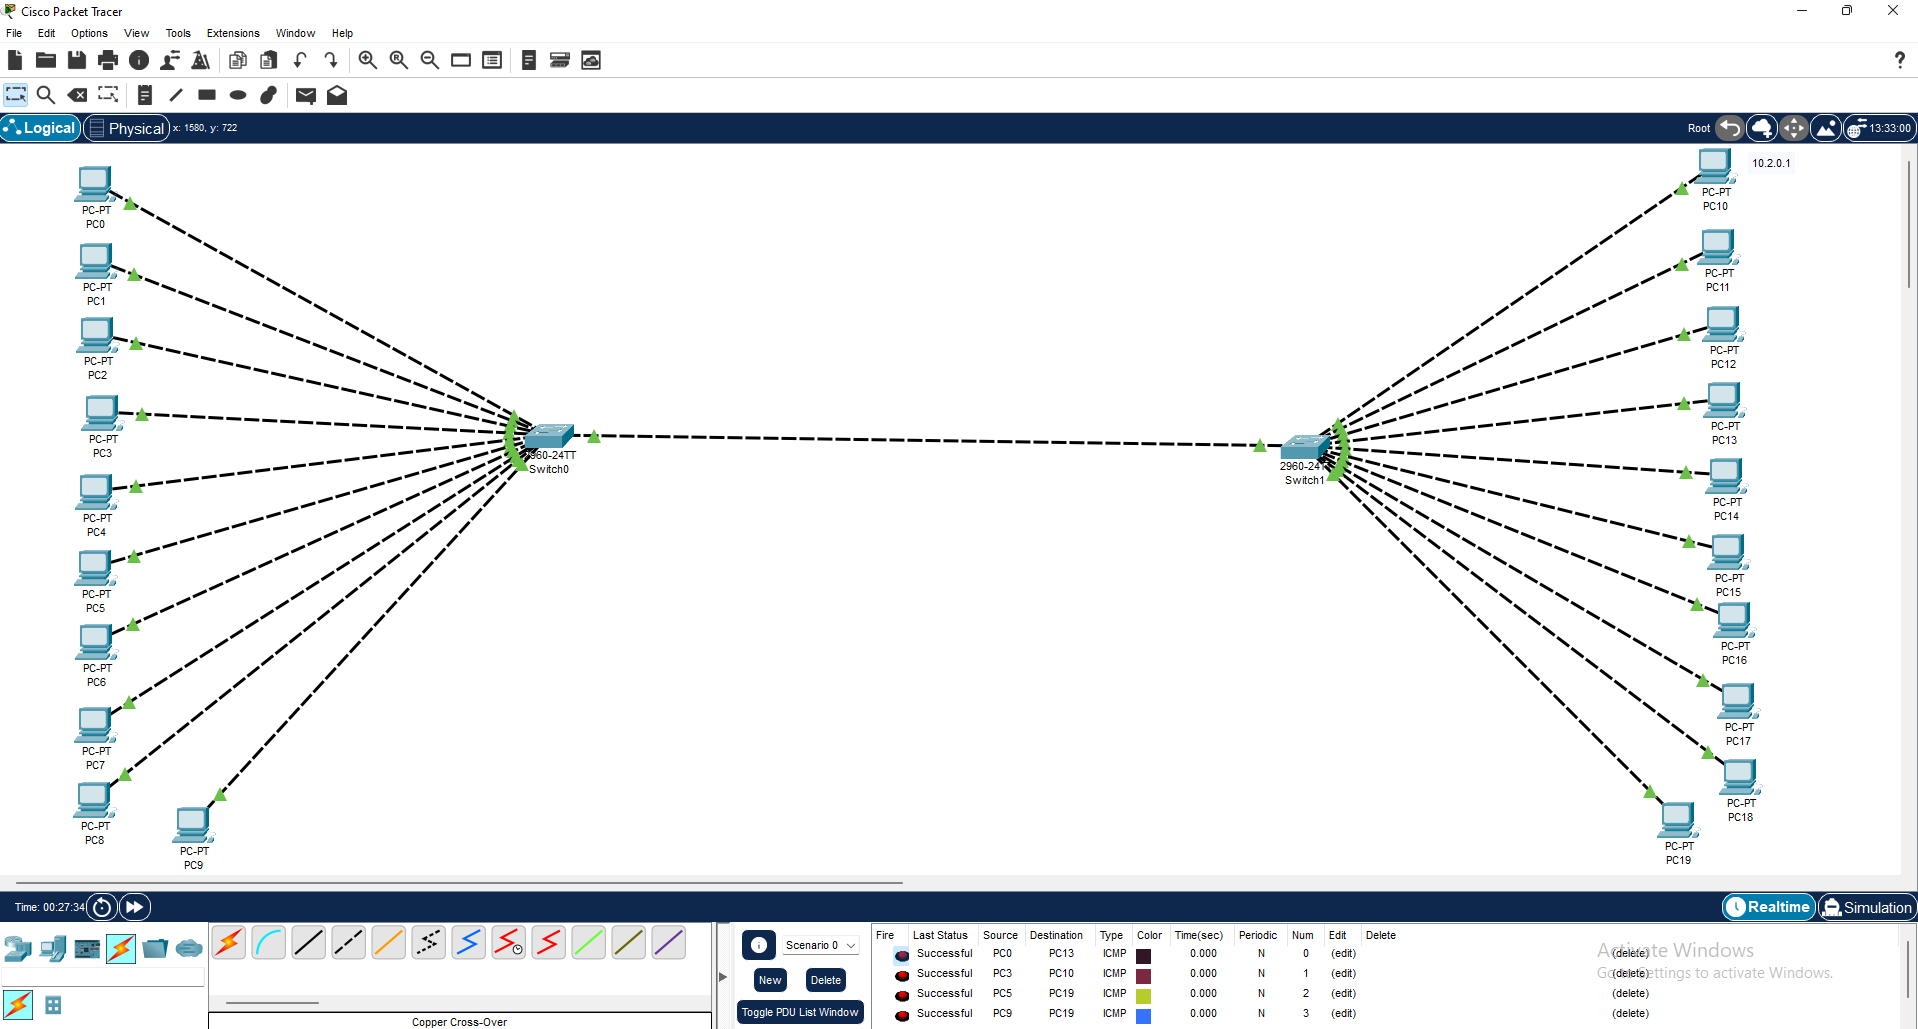 Cisco Packet Tracer
File Edit Options View Tools Extensions Window Help
Logical Physical x: 1580, y: 722 Root 13:33:00
10.2.0.1
PC-PT
PC0
PC-PT
PC1
PC-PT
PC2
PC-PT
PC3
PC-PT
PC4
PC-PT
PC5
PC-PT
PC6
PC-PT
PC7
PC-PT
PC8
PC-PT
PC9
960-24TT
Switch0
2960-24T
Switch1
PC-PT
PC10
PC-PT
PC11
PC-PT
PC12
PC-PT
PC13
PC-PT
PC14
PC-PT
PC15
PC-PT
PC16
PC-PT
PC17
PC-PT
PC18
PC-PT
PC19
Time: 00:27:34 Realtime Simulation
Copper Cross-Over
Scenario 0
New Delete
Toggle PDU List Window
Fire Last Status Source Destination Type Color Time(sec) Periodic Num Edit Delete
Successful PC0 PC13 ICMP 0.000 N 0 (edit) (delete)
Successful PC3 PC10 ICMP 0.000 N 1 (edit) (delete)
Successful PC5 PC19 ICMP 0.000 N 2 (edit) (delete)
Successful PC9 PC19 ICMP 0.000 N 3 (edit) (delete)
Activate Windows
Go to Settings to activate Windows.